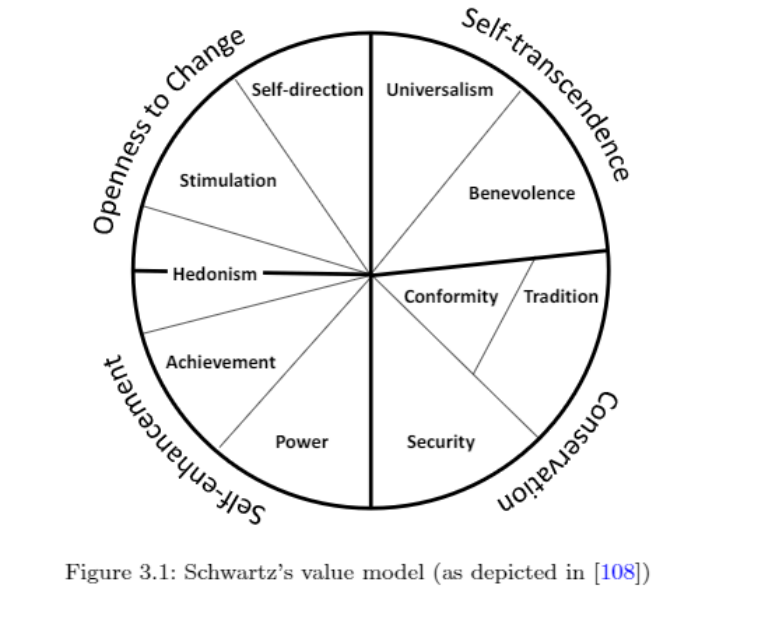 Openness to Change
Self-transcendence
Self-direction
Universalism
Stimulation
Benevolence
Hedonism
Conformity
Tradition
Achievement
Power
Security
Self-enhancement
Conservation
Figure 3.1: Schwartz's value model (as depicted in [108])